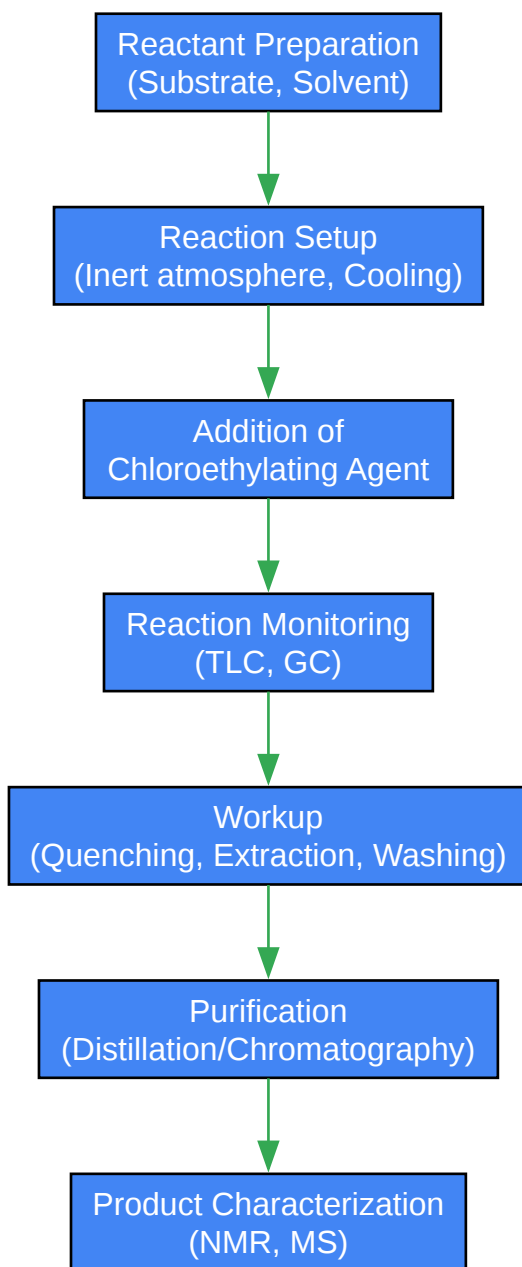 Reactant Preparation
(Substrate, Solvent)
Reaction Setup
(Inert atmosphere, Cooling)
Addition of
Chloroethylating Agent
Reaction Monitoring
(TLC, GC)
Workup
(Quenching, Extraction, Washing)
Purification
(Distillation/Chromatography)
Product Characterization
(NMR, MS)